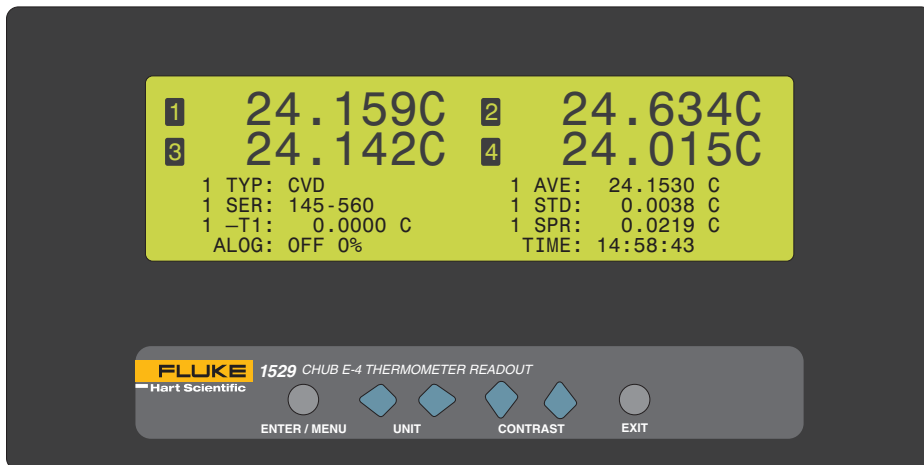 1 24.159C 2 24.634C
3 24.142C 4 24.015C
1 TYP: CVD 1 AVE: 24.1530 C
1 SER: 145-560 1 STD: 0.0038 C
1 –T1: 0.0000 C 1 SPR: 0.0219 C
ALOG: OFF 0% TIME: 14:58:43
FLUKE 1529 CHUB E-4 THERMOMETER READOUT
Hart Scientific
ENTER / MENU UNIT CONTRAST EXIT